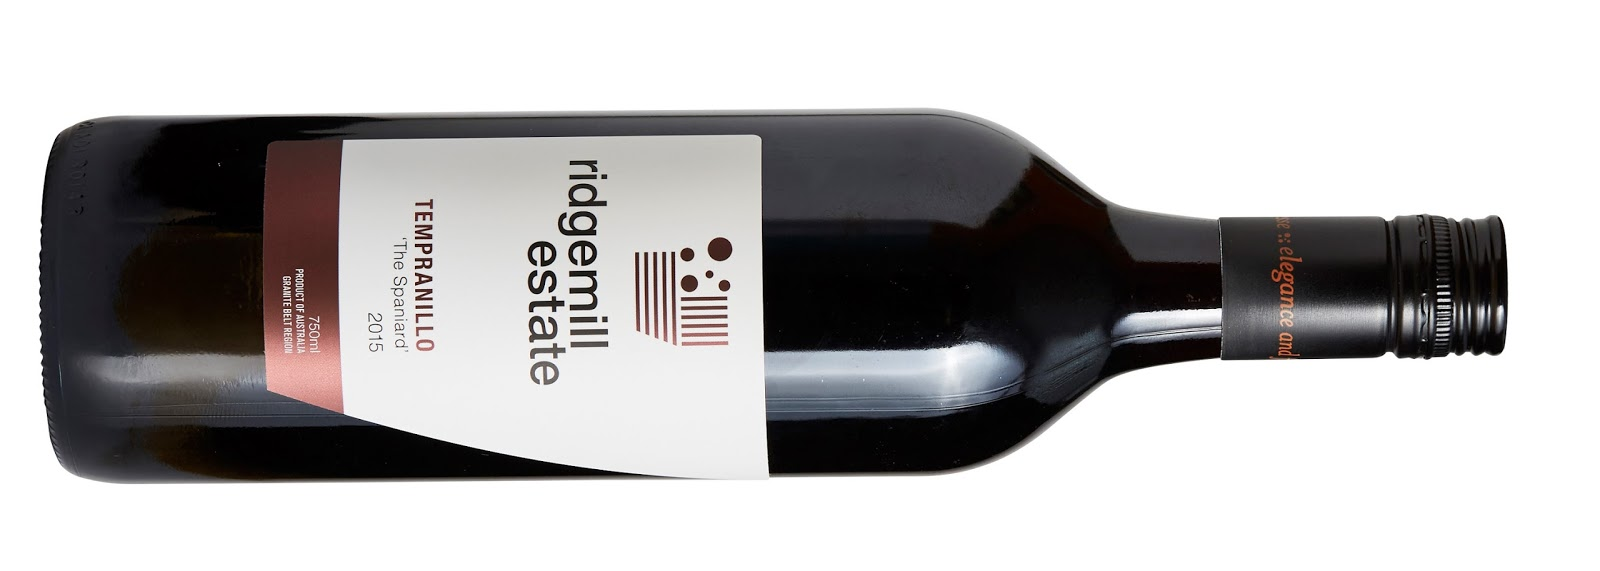 ridgemill
estate
TEMPRANILLO
'The Spaniard'
2015
750ml
PRODUCT OF AUSTRALIA
GRANITE BELT REGION
elegance and